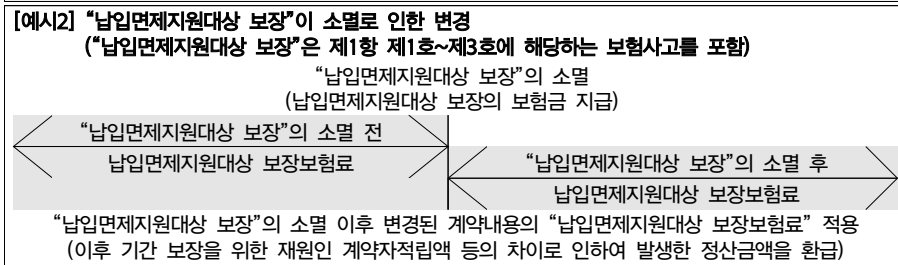 [예시2] “납입면제지원대상 보장”이 소멸로 인한 변경
(“납입면제지원대상 보장”은 제1항 제1호~제3호에 해당하는 보험사고를 포함)
“납입면제지원대상 보장”의 소멸
(납입면제지원대상 보장의 보험금 지급)
“납입면제지원대상 보장”의 소멸 전
납입면제지원대상 보장보험료
“납입면제지원대상 보장”의 소멸 후
납입면제지원대상 보장보험료
“납입면제지원대상 보장”의 소멸 이후 변경된 계약내용의 “납입면제지원대상 보장보험료” 적용
(이후 기간 보장을 위한 재원인 계약자적립액 등의 차이로 인하여 발생한 정산금액을 환급)